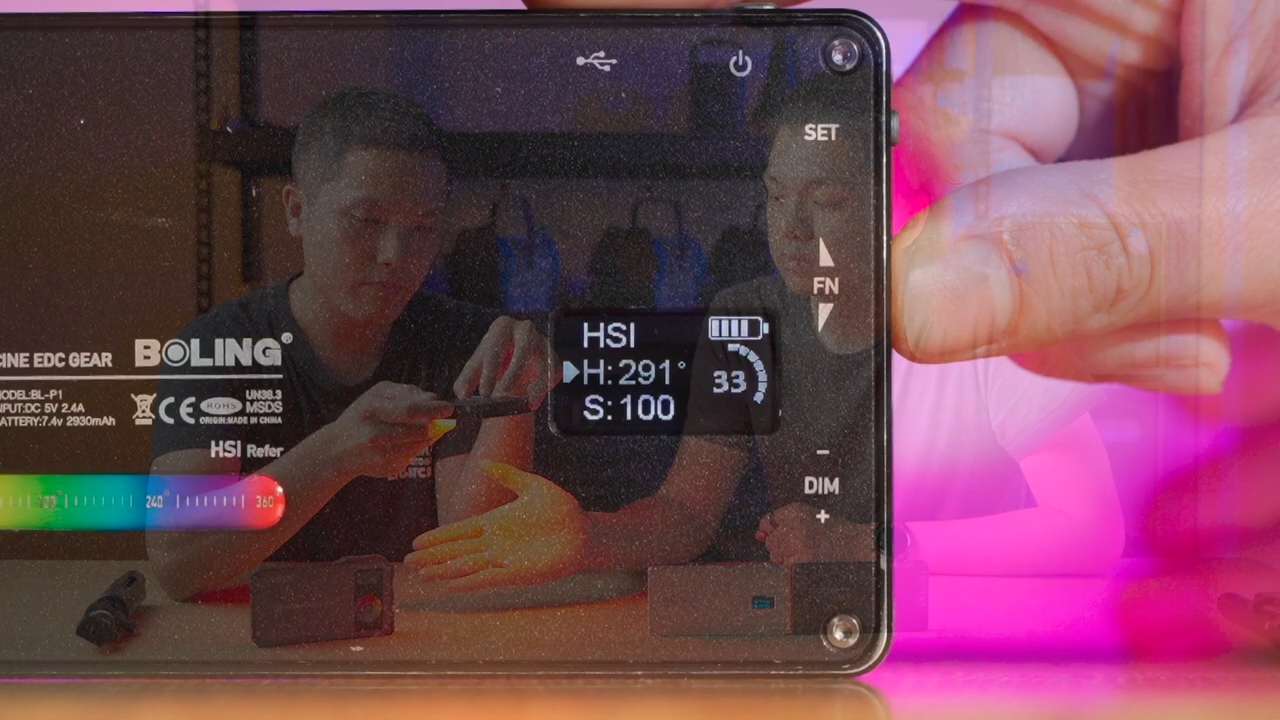 SET
FN
CINE EDC GEAR BOLING®
MODEL:BL-P1
INPUT:DC 5V 2.4A
BATTERY:7.4v 2930mAh
CE RoHS UN38.3
MSDS
ORIGIN:MADE IN CHINA
HSI Refer
240° 360°
HSI
H:291°
33
S:100
−
DIM
+